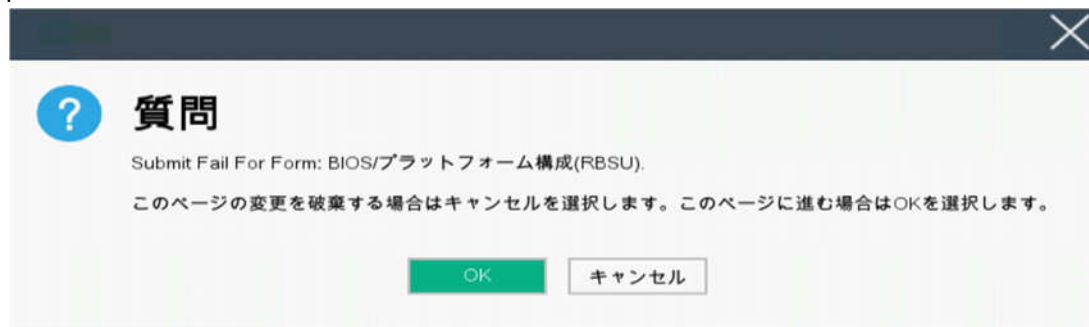 質問
Submit Fail For Form: BIOS/プラットフォーム構成(RBSU).
このページの変更を破棄する場合はキャンセルを選択します。このページに進む場合はOKを選択します。
OK
キャンセル